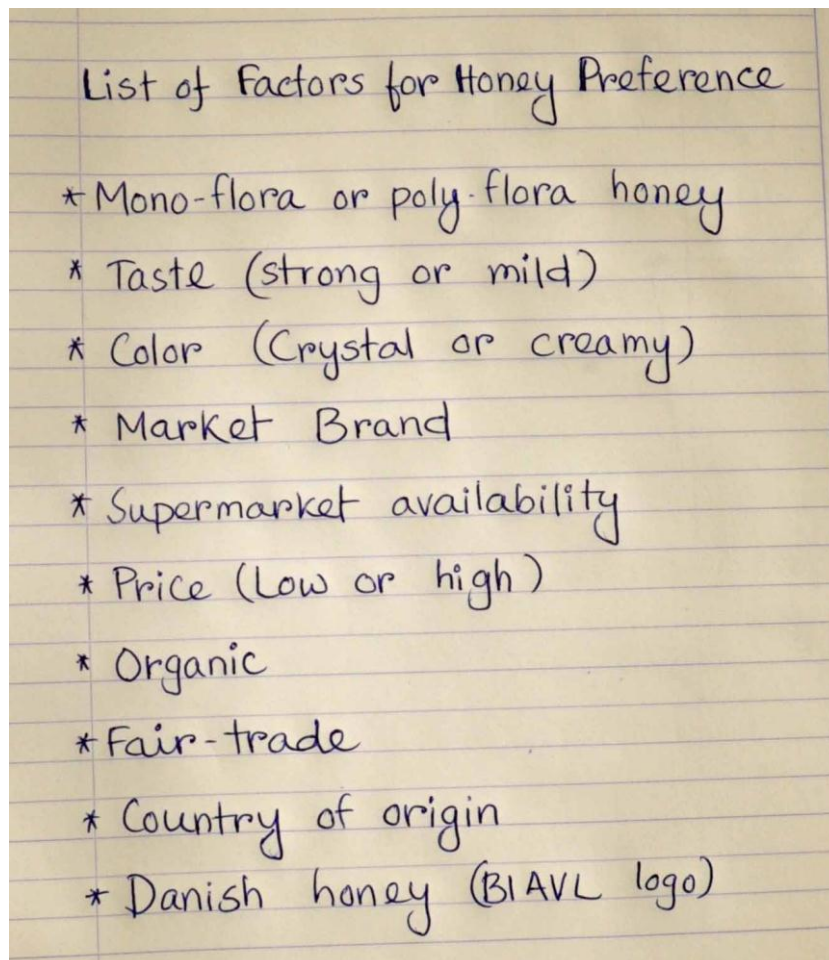 List of Factors for Honey Preference
* Mono-flora or poly-flora honey
* Taste (strong or mild)
* Color (Crystal or creamy)
* Market Brand
* Supermarket availability
* Price (Low or high)
* Organic
* Fair-trade
* Country of origin
* Danish honey (BIAVL logo)